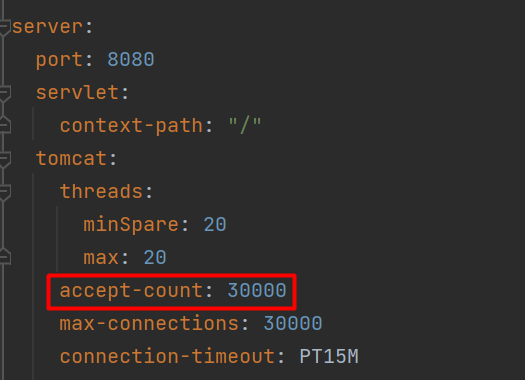 server:
port: 8080
servlet:
context-path: "/"
tomcat:
threads:
minSpare: 20
max: 20
accept-count: 30000
max-connections: 30000
connection-timeout: PT15M